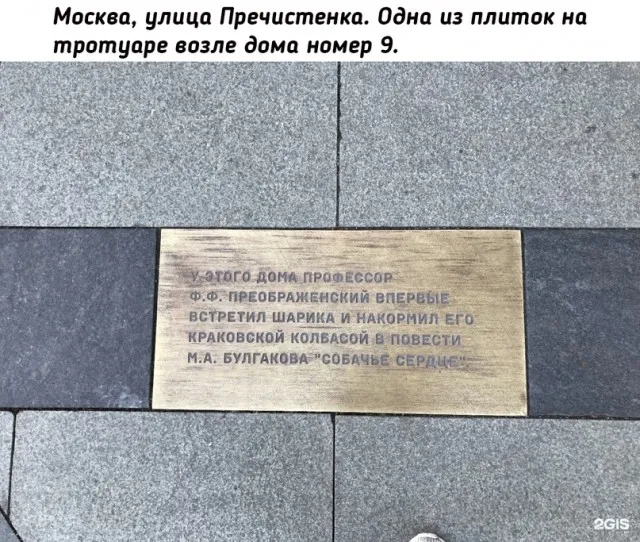 Москва, улица Пречистенка. Одна из плиток на
тротуаре возле дома номер 9.
У ЭТОГО ДОМА ПРОФЕССОР
Ф.Ф. ПРЕОБРАЖЕНСКИЙ ВПЕРВЫЕ
ВСТРЕТИЛ ШАРИКА И НАКОРМИЛ ЕГО
КРАКОВСКОЙ КОЛБАСОЙ В ПОВЕСТИ
М.А. БУЛГАКОВА "СОБАЧЬЕ СЕРДЦЕ"
2GIS